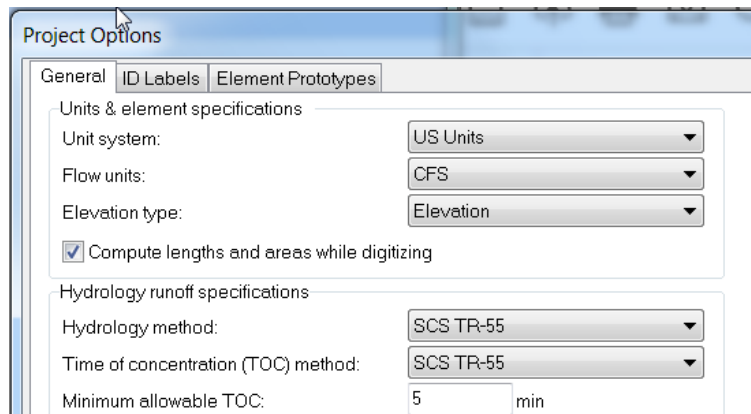 Project Options
General ID Labels Element Prototypes
Units & element specifications
Unit system: US Units
Flow units: CFS
Elevation type: Elevation
Compute lengths and areas while digitizing
Hydrology runoff specifications
Hydrology method: SCS TR-55
Time of concentration (TOC) method: SCS TR-55
Minimum allowable TOC: 5 min